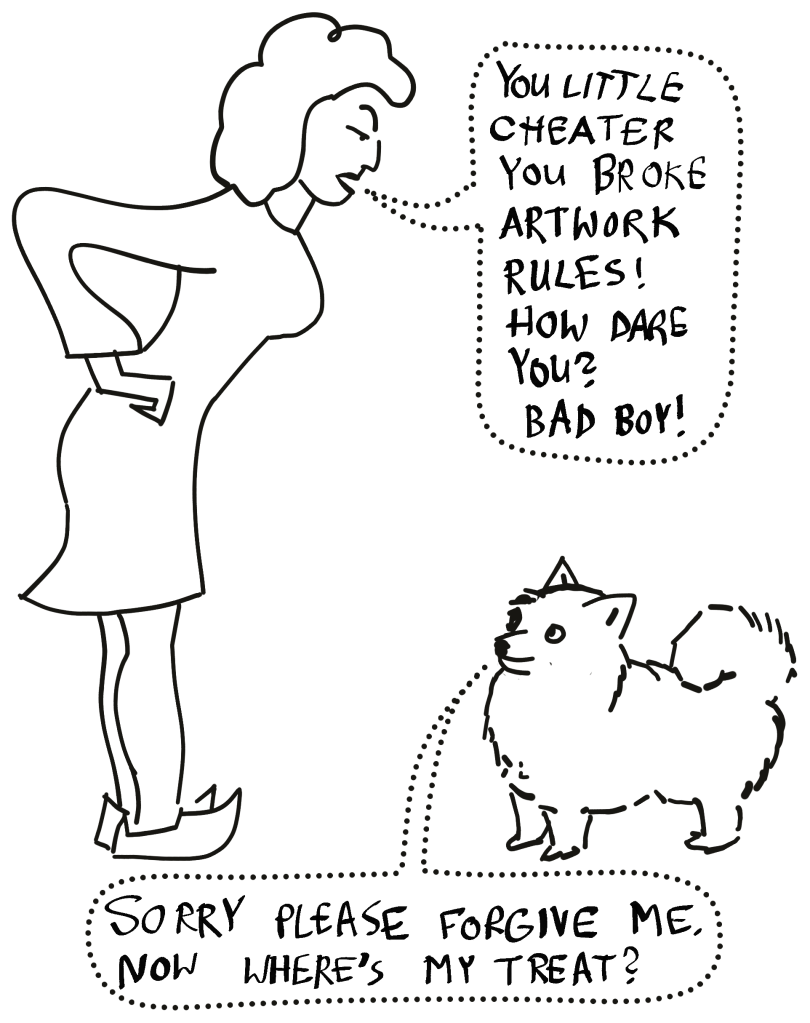 YOU LITTLE
CHEATER
YOU BROKE
ARTWORK
RULES!
HOW DARE
YOU?
BAD BOY!
SORRY PLEASE FORGIVE ME.
NOW WHERE'S MY TREAT?